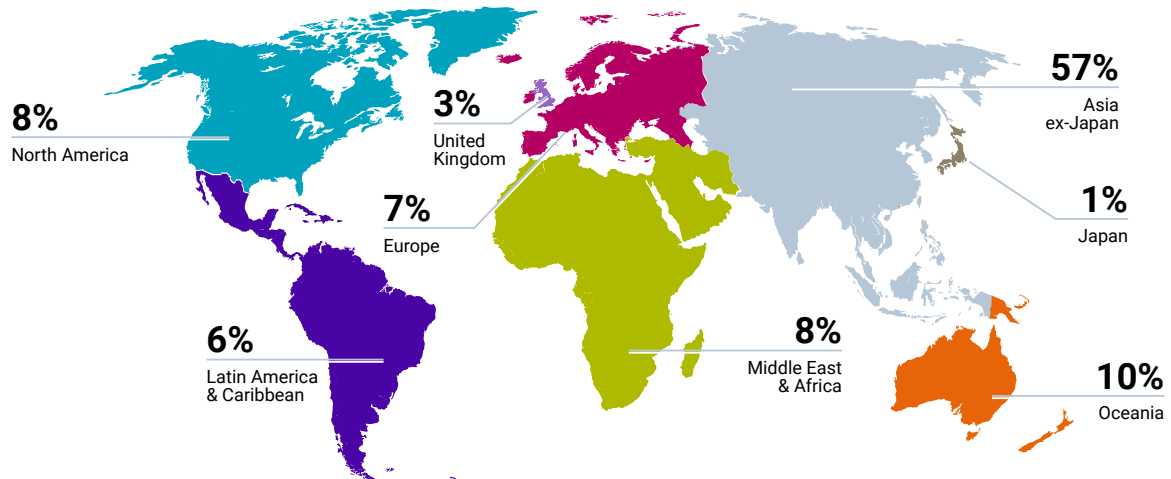 8%
North America
3%
United
Kingdom
7%
Europe
6%
Latin America
& Caribbean
57%
Asia
ex-Japan
1%
Japan
8%
Middle East
& Africa
10%
Oceania